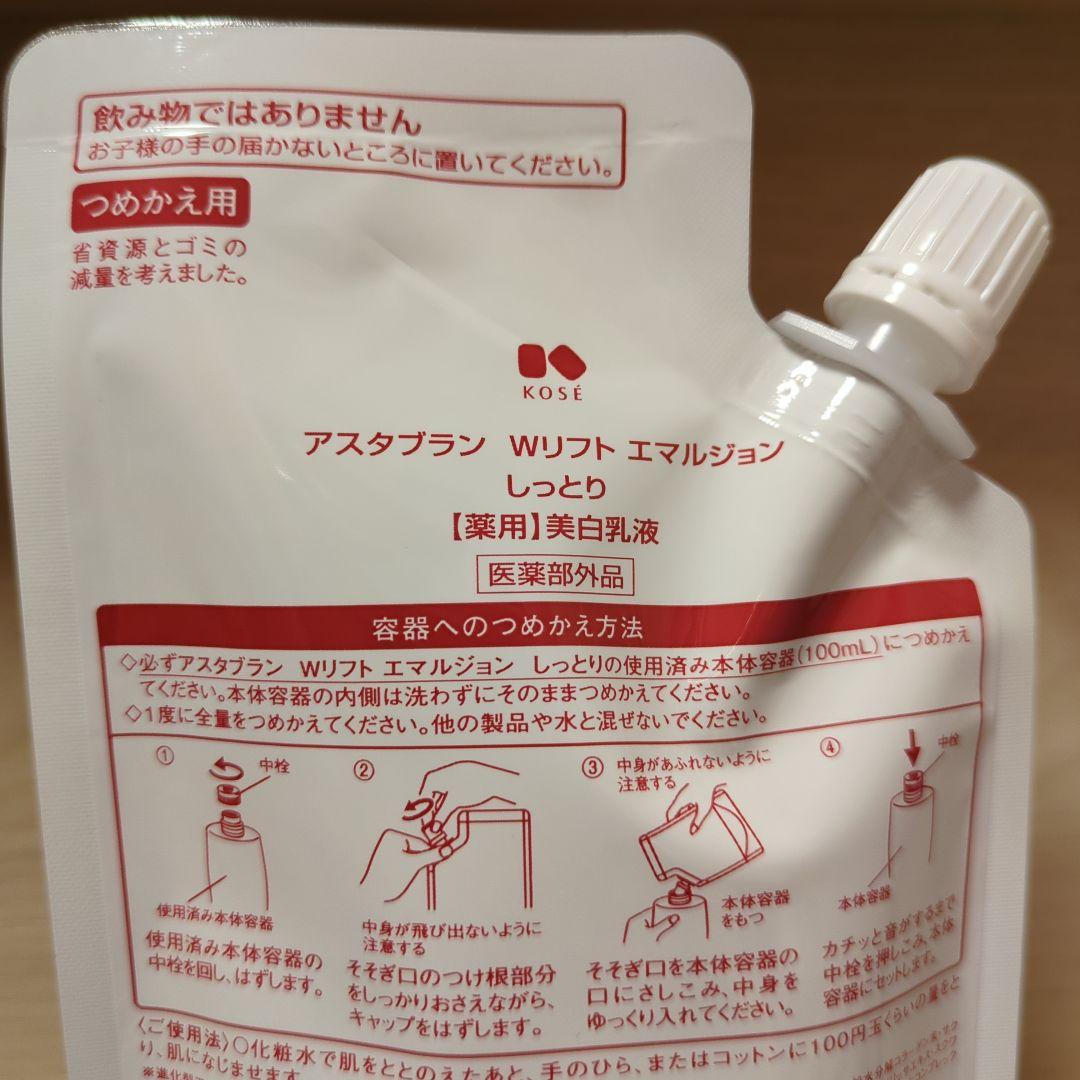 飲み物ではありません
お子様の手の届かないところに置いてください。
つめかえ用
省資源とゴミの
減量を考えました。
KOSÉ
アスタブラン Wリフト エマルジョン
しっとり
【薬用】美白乳液
医薬部外品
容器へのつめかえ方法
◇必ずアスタブラン Wリフト エマルジョン しっとりの使用済み本体容器(100mL)につめかえ
てください。本体容器の内側は洗わずにそのままつめかえてください。
◇1度に全量をつめかえてください。他の製品や水と混ぜないでください。
①
中栓
使用済み本体容器
使用済み本体容器の
中栓を回し、はずします。
②
中身が飛び出ないように
注意する
そそぎ口のつけ根部分
をしっかりおさえながら、
キャップをはずします。
③
中身があふれないように
注意する
本体容器
をもつ
そそぎ口を本体容器の
口にさしこみ、中身を
ゆっくり入れてください。
④
中栓
本体容器
カチッと音がするまで
中栓を押しこみ、本体
容器にセットします。
〈ご使用法〉○化粧水で肌をととのえたあと、手のひら、またはコットンに100円玉くらいの量をと
り、肌になじませます。